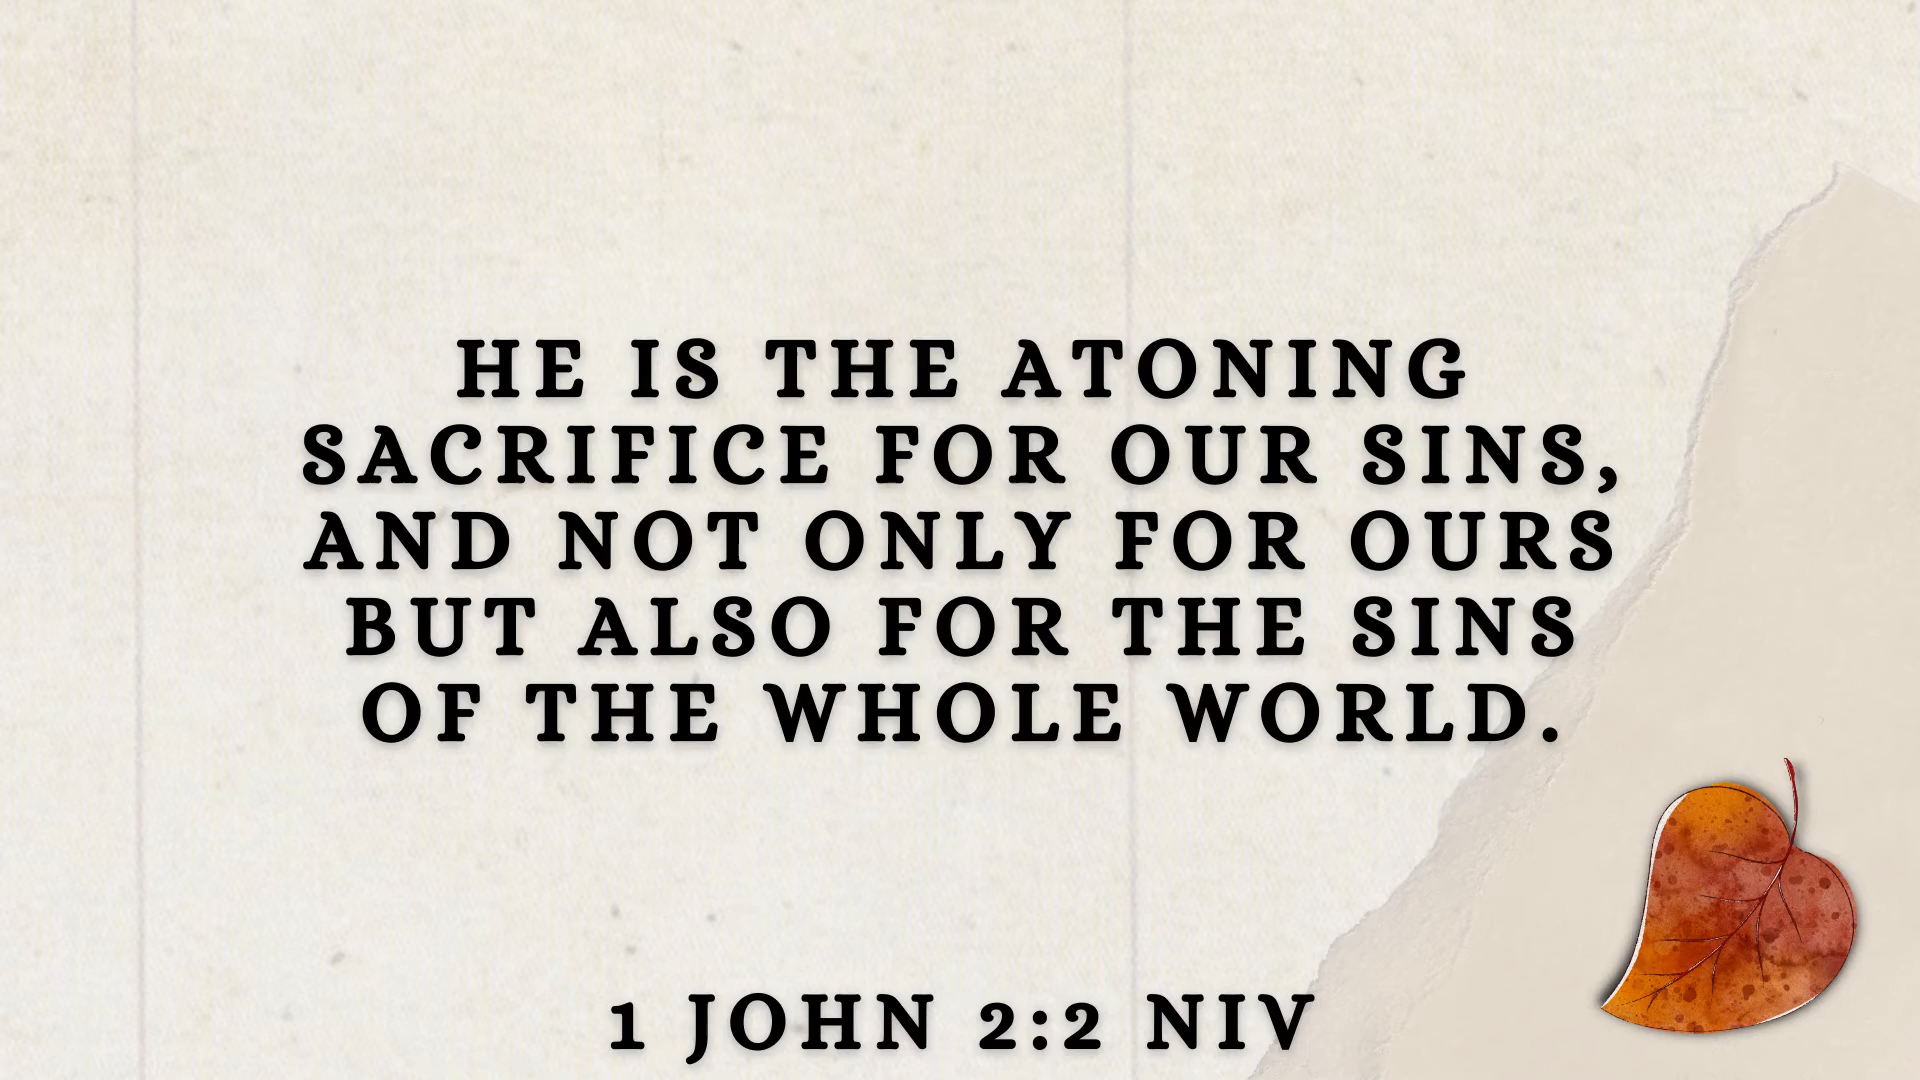 HE IS THE ATONING
SACRIFICE FOR OUR SINS,
AND NOT ONLY FOR OURS
BUT ALSO FOR THE SINS
OF THE WHOLE WORLD.
1 JOHN 2:2 NIV